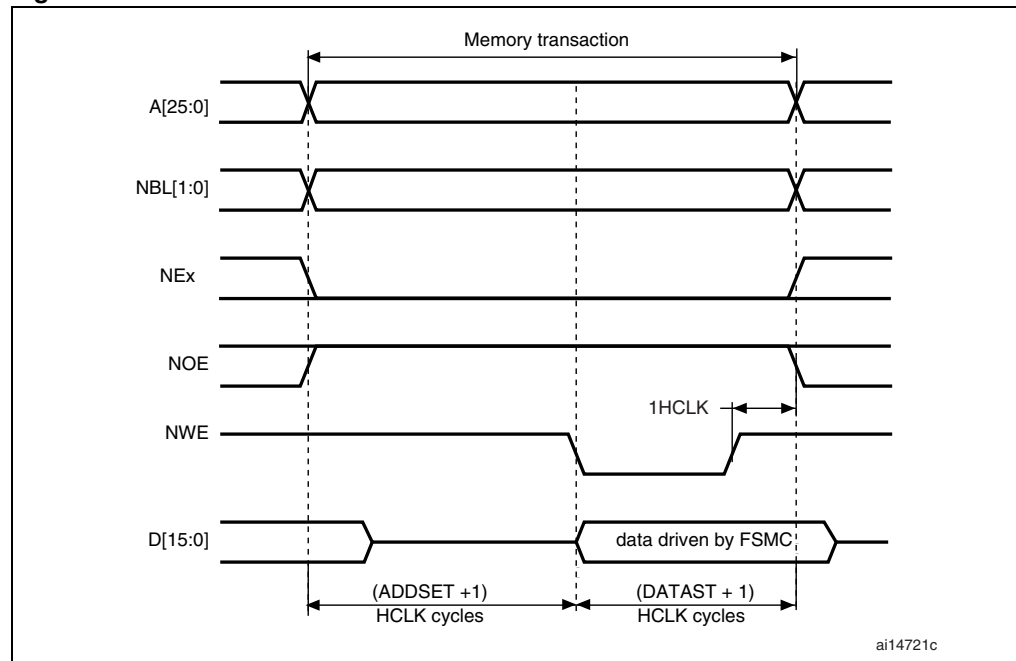 Memory transaction
A[25:0]
NBL[1:0]
NEx
NOE
1HCLK
NWE
D[15:0]
data driven by FSMC
(ADDSET +1)
HCLK cycles
(DATAST + 1)
HCLK cycles
ai14721c